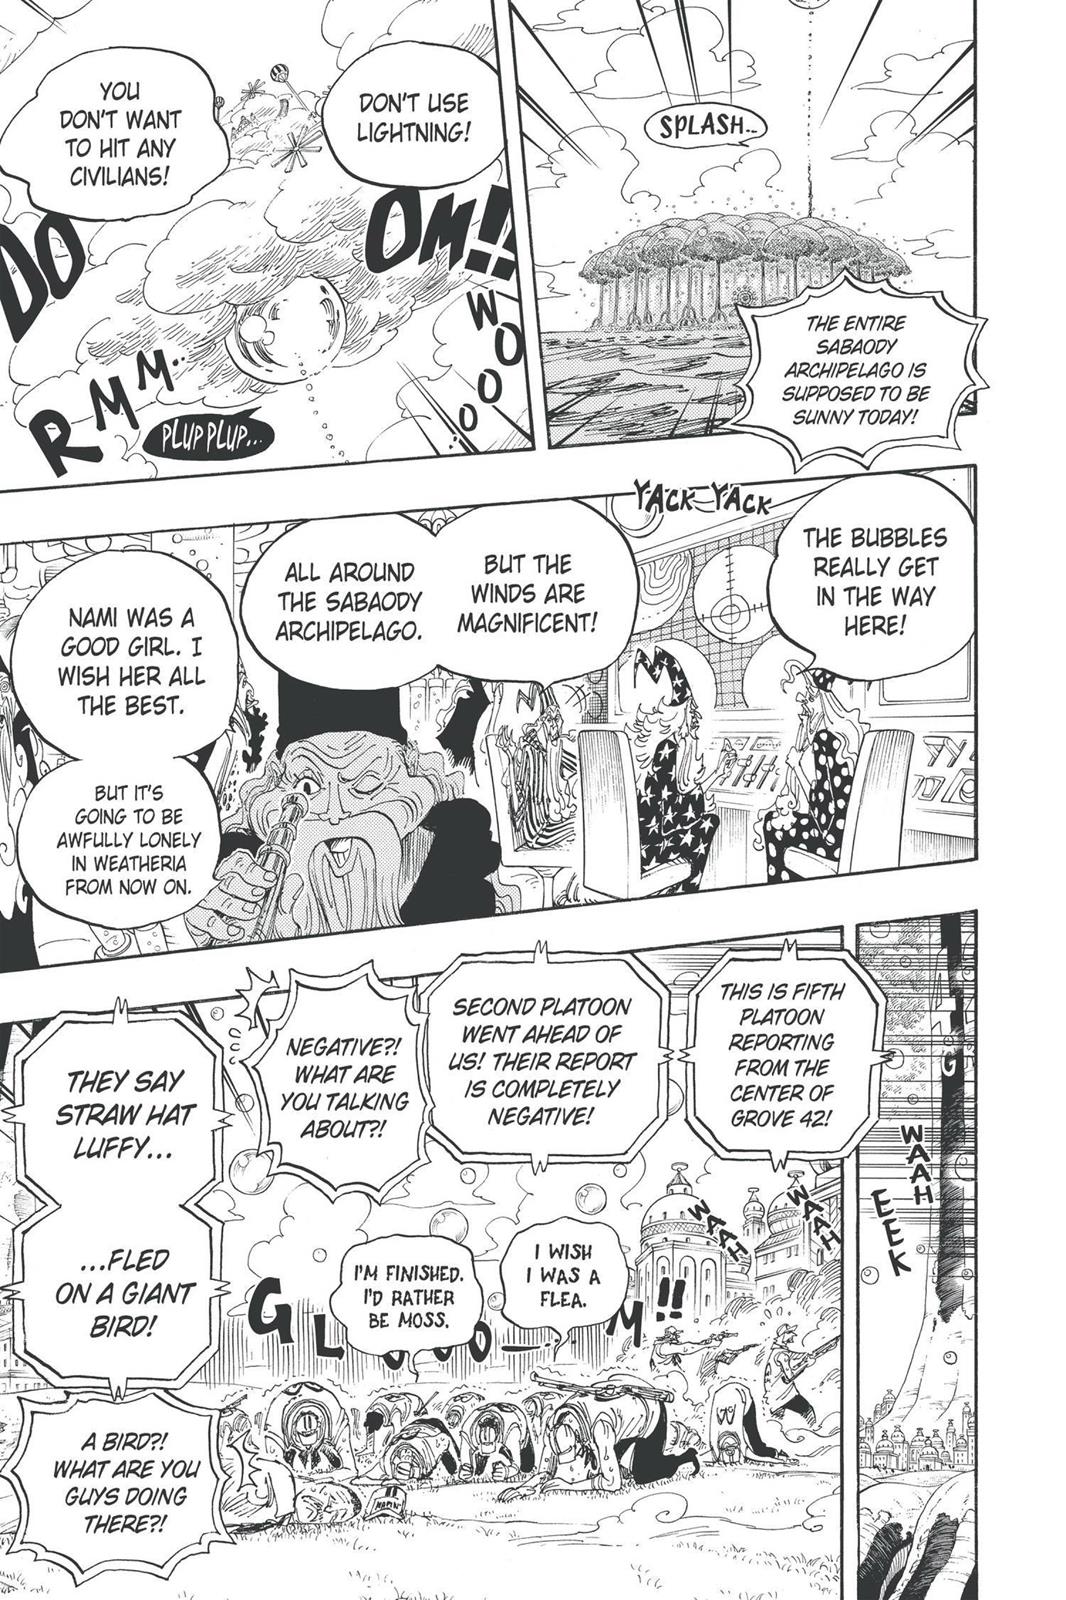 THE ENTIRE
SABAODY
ARCHIPELAGO IS
SUPPOSED TO BE
SUNNY TODAY!
SPLASH..
DON'T USE
LIGHTNING!
YOU
DON'T WANT
TO HIT ANY
CIVILIANS!
DOOM!!
WOOO
RMM...
PLUP PLUP...
YACK YACK
THE BUBBLES
REALLY GET
IN THE WAY
HERE!
BUT THE
WINDS ARE
MAGNIFICENT!
ALL AROUND
THE SABAODY
ARCHIPELAGO.
NAMI WAS A
GOOD GIRL. I
WISH HER ALL
THE BEST.
BUT IT'S
GOING TO BE
AWFULLY LONELY
IN WEATHERIA
FROM NOW ON.
WAAH
WAAH
EEK
THIS IS FIFTH
PLATOON
REPORTING
FROM THE
CENTER OF
GROVE 42!
SECOND PLATOON
WENT AHEAD OF
US! THEIR REPORT
IS COMPLETELY
NEGATIVE!
NEGATIVE?!
WHAT ARE
YOU TALKING
ABOUT?!
THEY SAY
STRAW HAT
LUFFY...
...FLED
ON A GIANT
BIRD!
A BIRD?!
WHAT ARE YOU
GUYS DOING
THERE?!
WAAH
WAAH
I WISH
I WAS A
FLEA.
I'M FINISHED.
I'D RATHER
BE MOSS.
GLOOOM!!